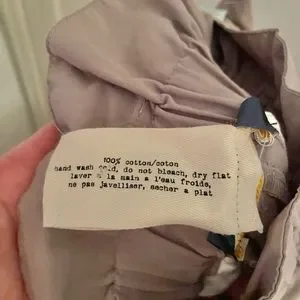 100% cotton/coton
hand wash cold, do not bleach, dry flat
laver a la main a l'eau froide,
ne pas javelliser, secher a plat